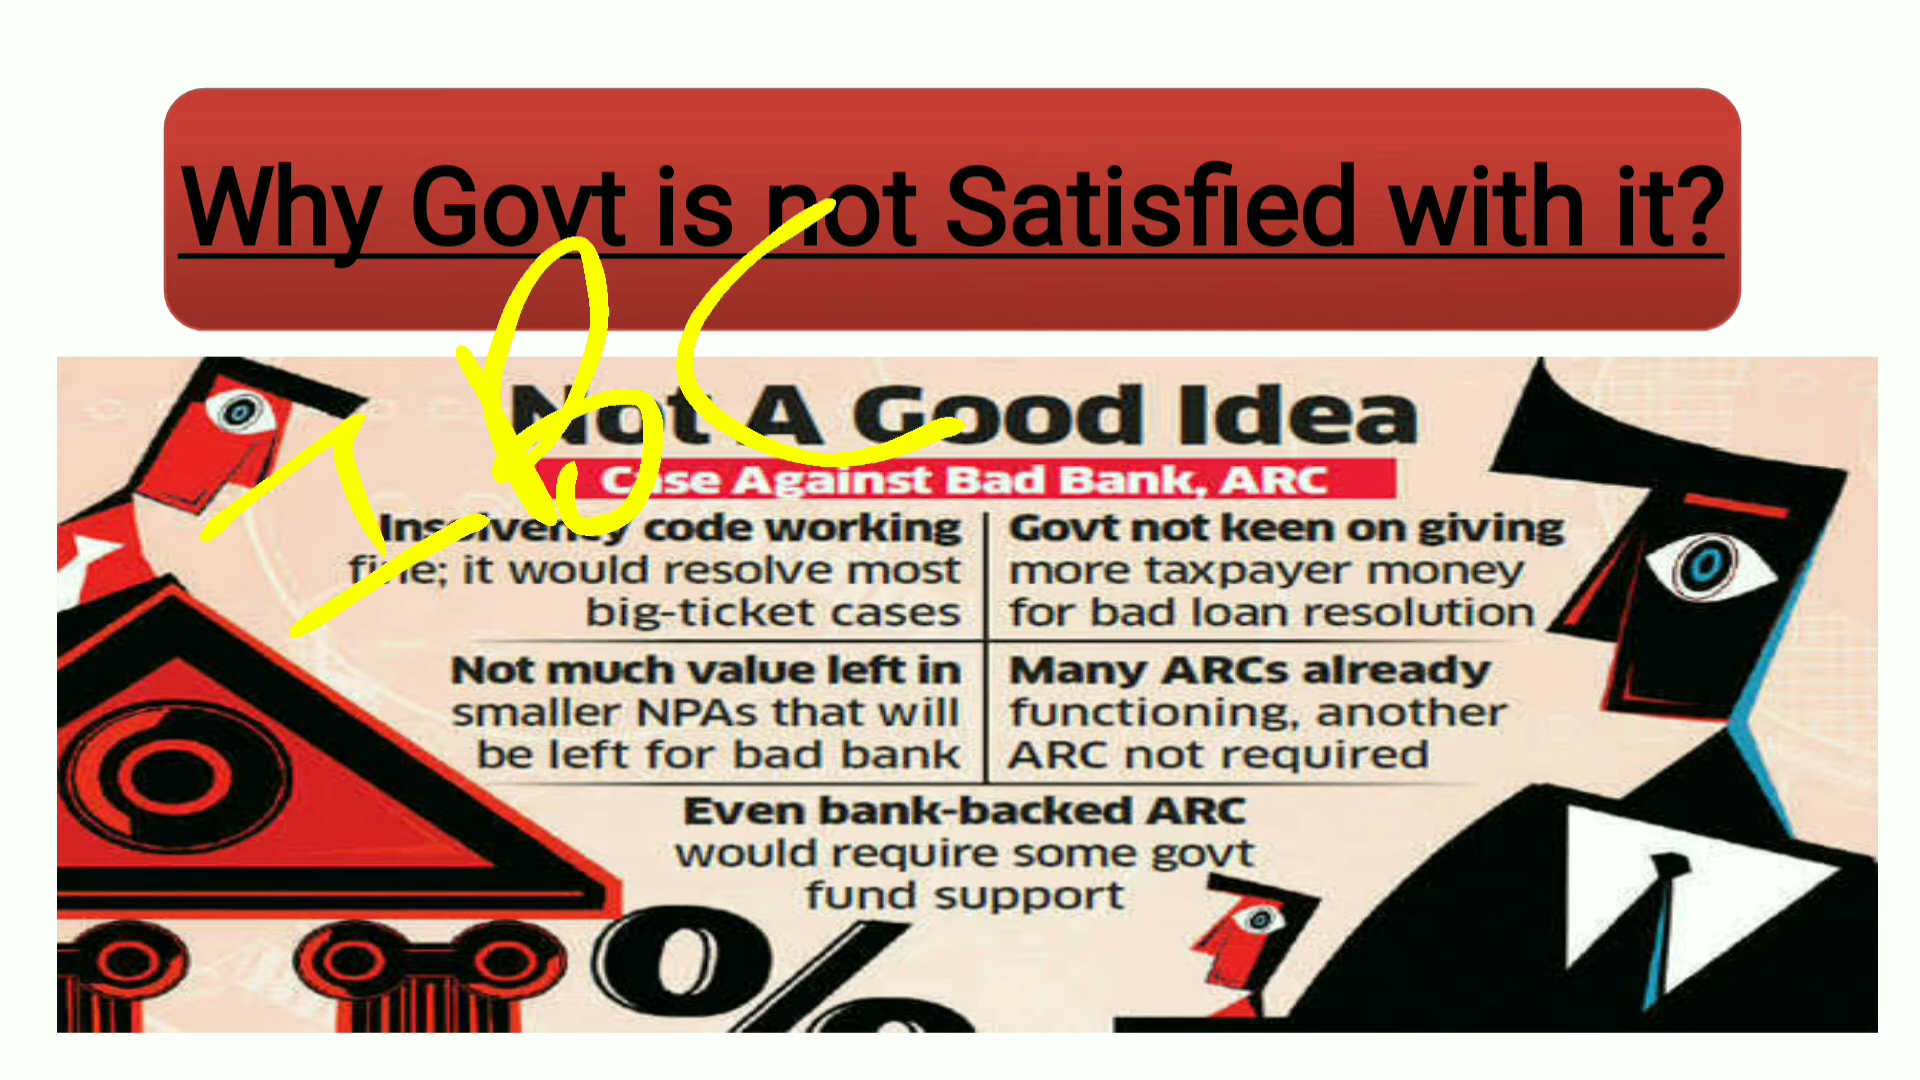 Why Govt is not Satisfied with it?
IBC
Not A Good Idea
Case Against Bad Bank, ARC
Insolvency code working
fine; it would resolve most
big-ticket cases
Govt not keen on giving
more taxpayer money
for bad loan resolution
Not much value left in
smaller NPAs that will
be left for bad bank
Many ARCs already
functioning, another
ARC not required
Even bank-backed ARC
would require some govt
fund support
%